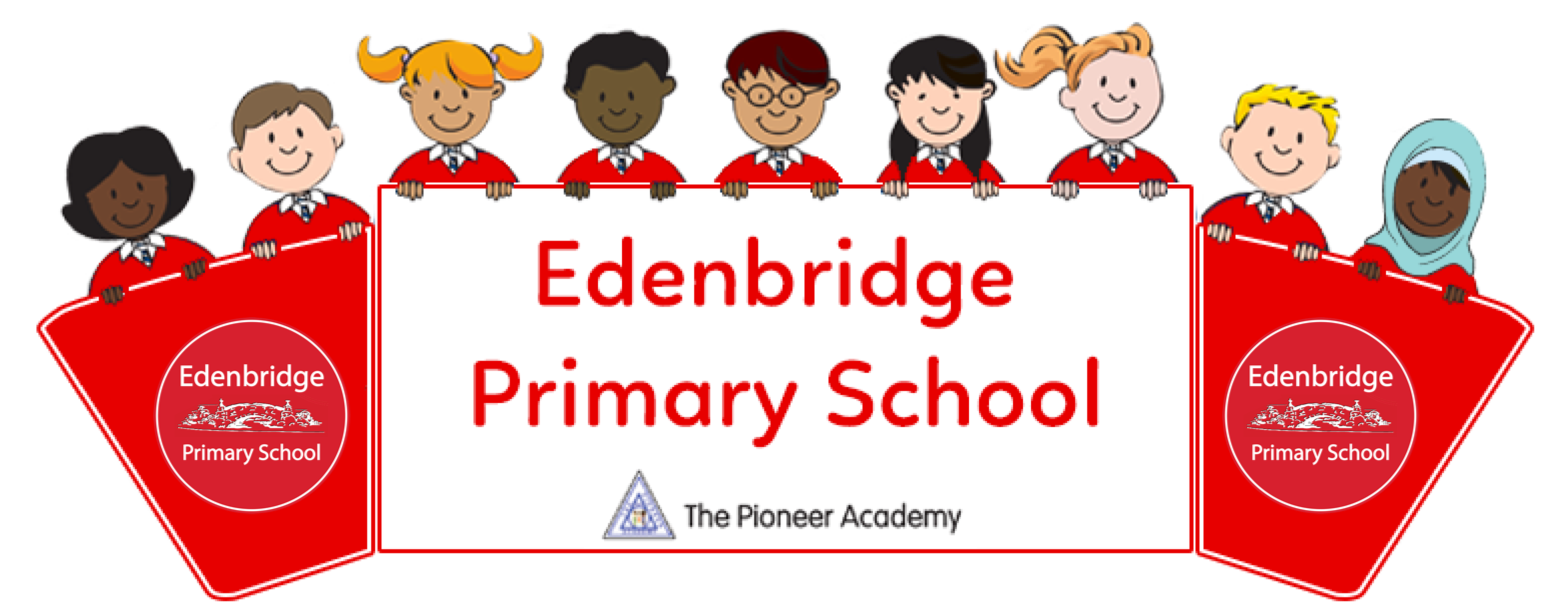 Edenbridge
Primary School
The Pioneer Academy
Edenbridge
Primary School
Edenbridge
Primary School